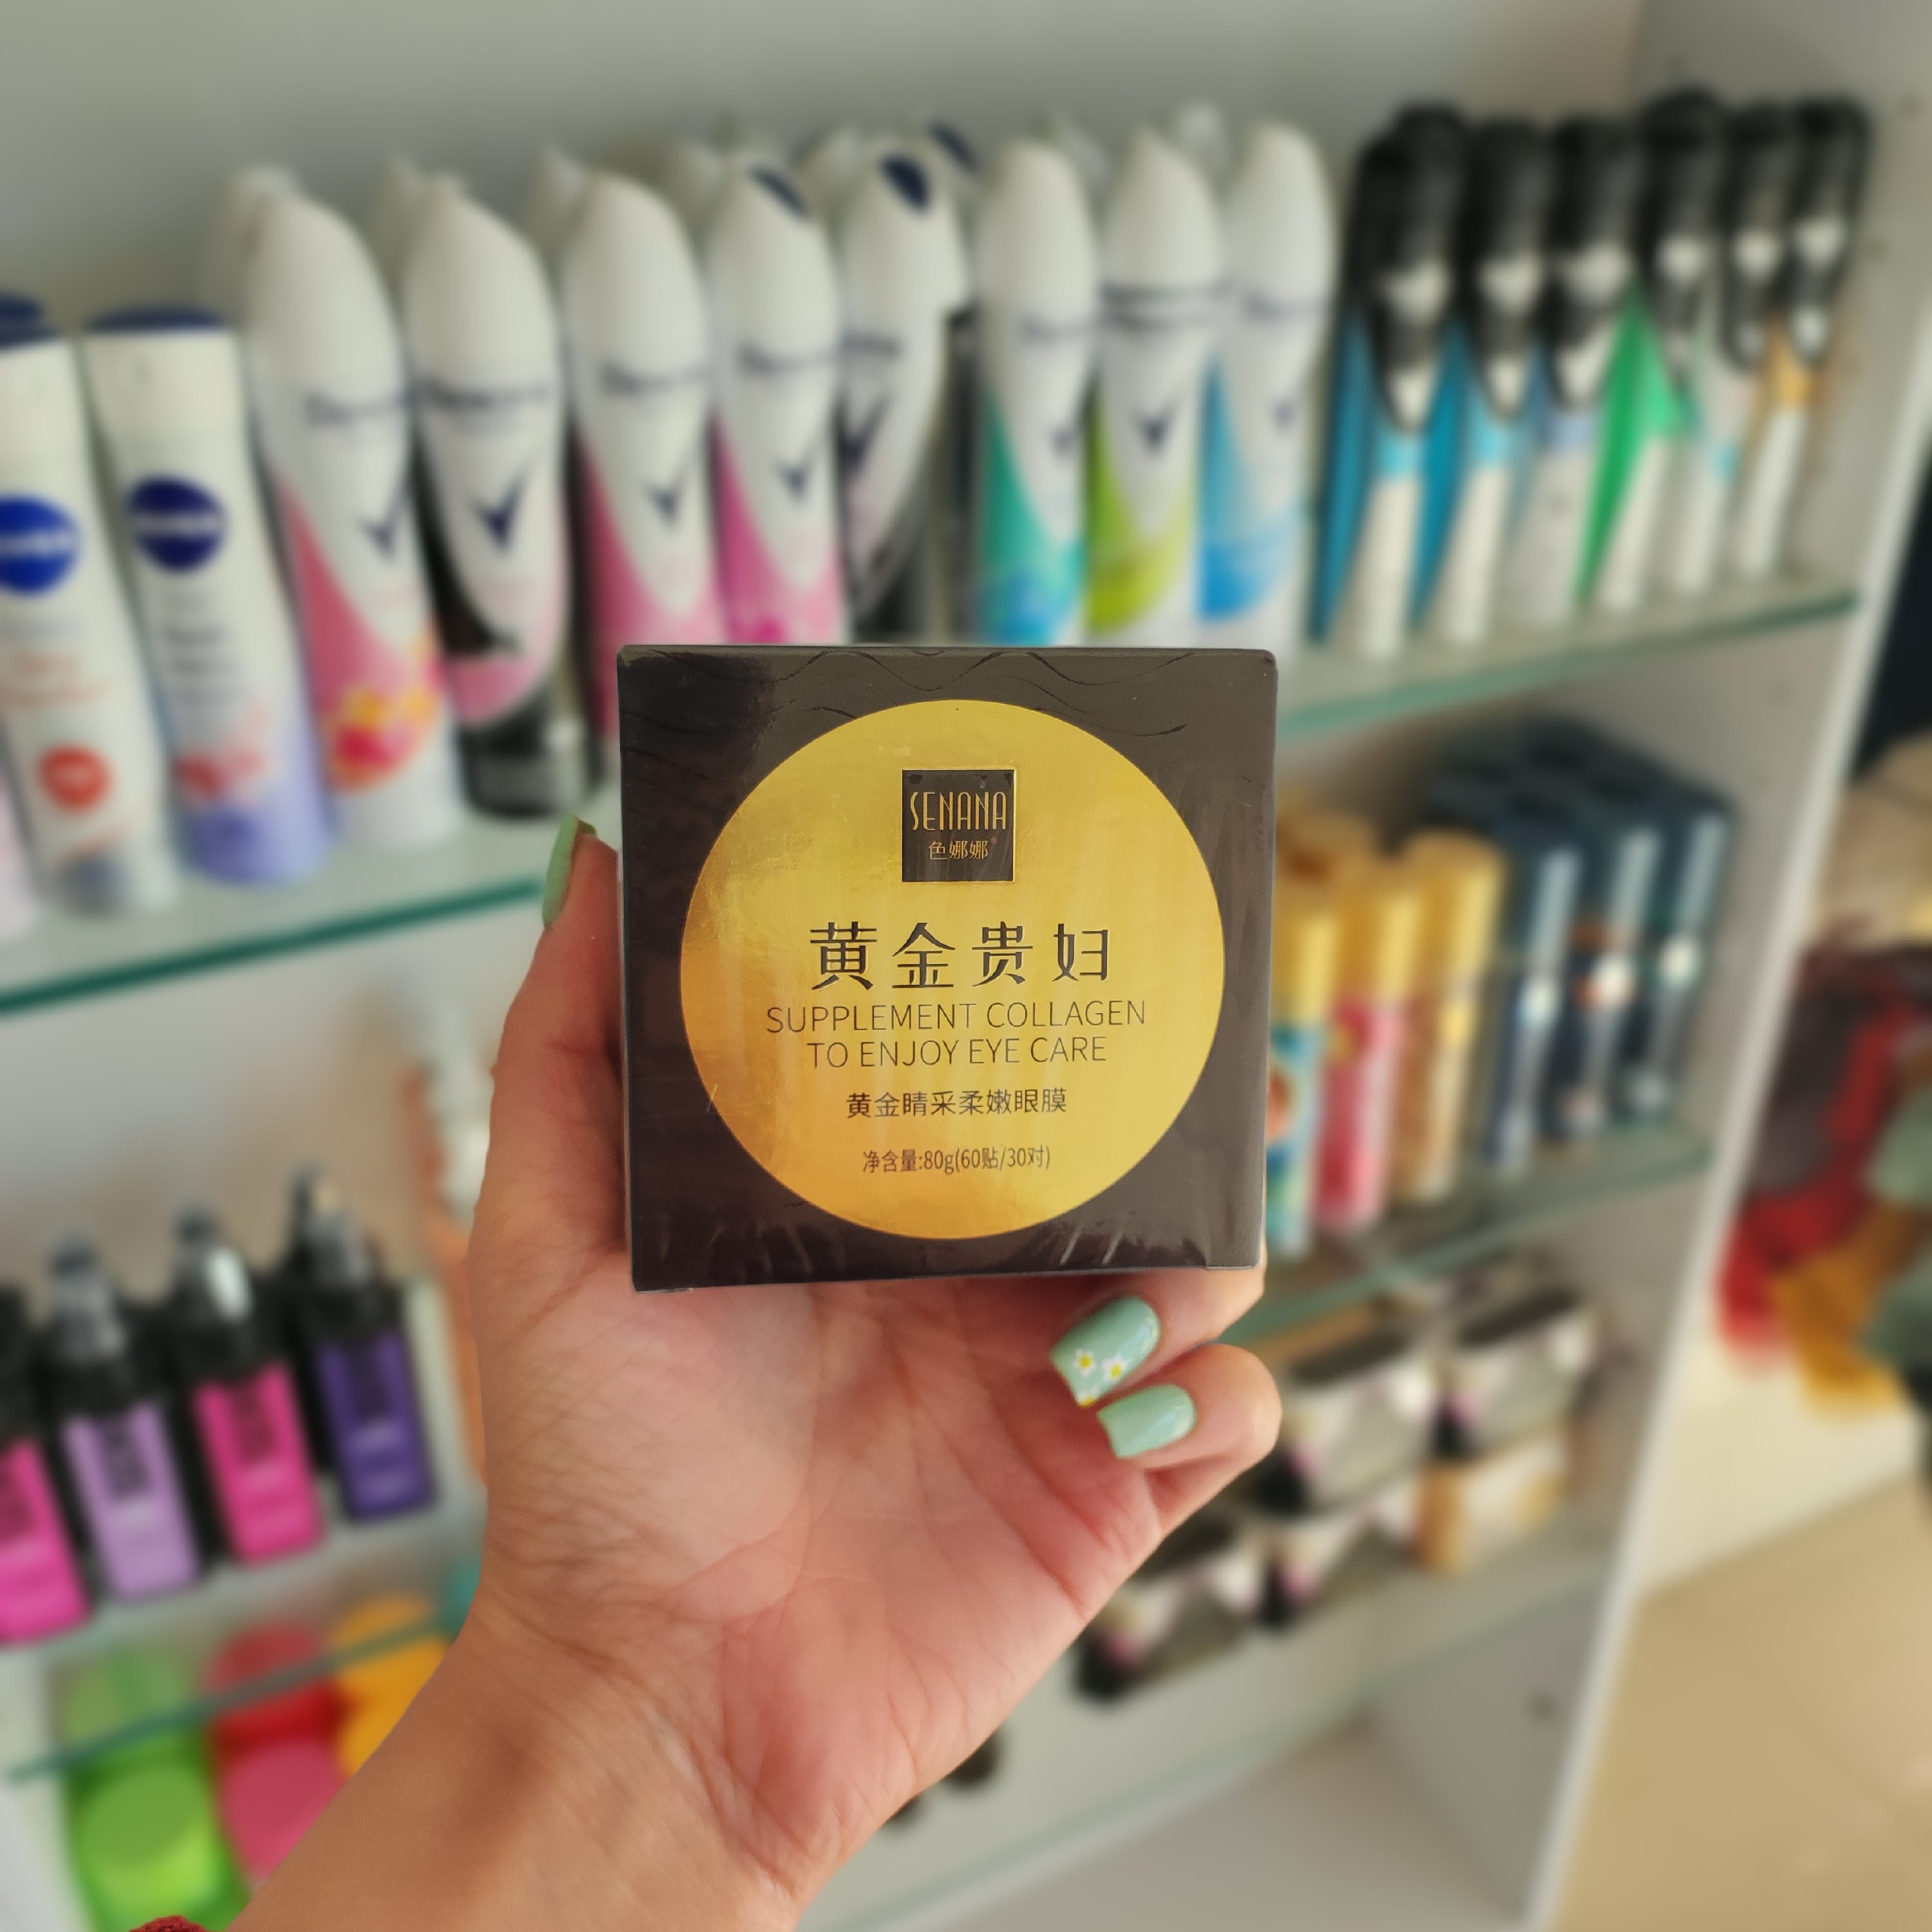 SENANA
色娜娜®
黄金贵妇
SUPPLEMENT COLLAGEN
TO ENJOY EYE CARE
黄金睛采柔嫩眼膜
净含量:80g(60贴/30对)